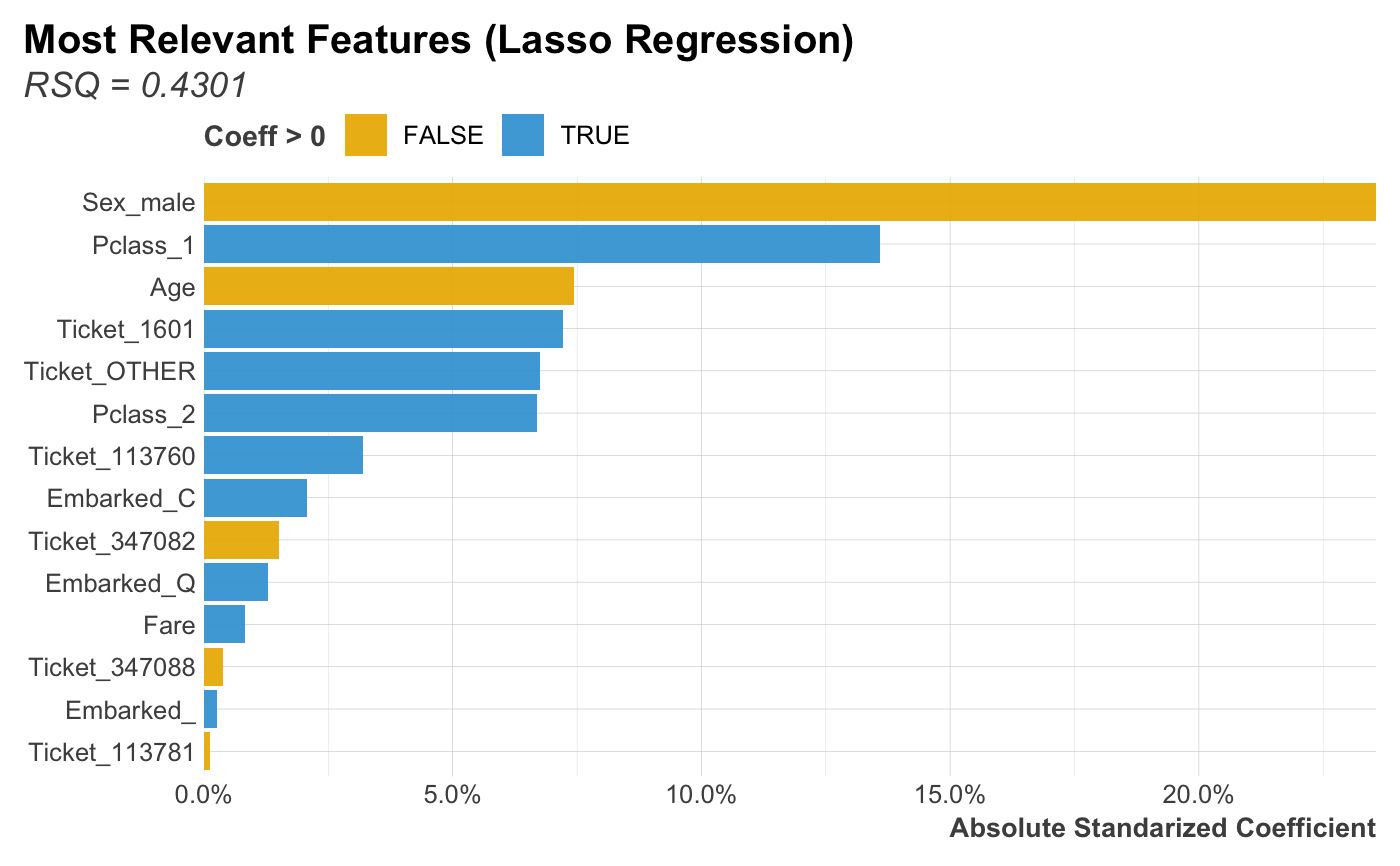 Most Relevant Features (Lasso Regression)
RSQ = 0.4301
Coeff > 0 FALSE TRUE
Sex_male
Pclass_1
Age
Ticket_1601
Ticket_OTHER
Pclass_2
Ticket_113760
Embarked_C
Ticket_347082
Embarked_Q
Fare
Ticket_347088
Embarked_
Ticket_113781
0.0% 5.0% 10.0% 15.0% 20.0%
Absolute Standarized Coefficient